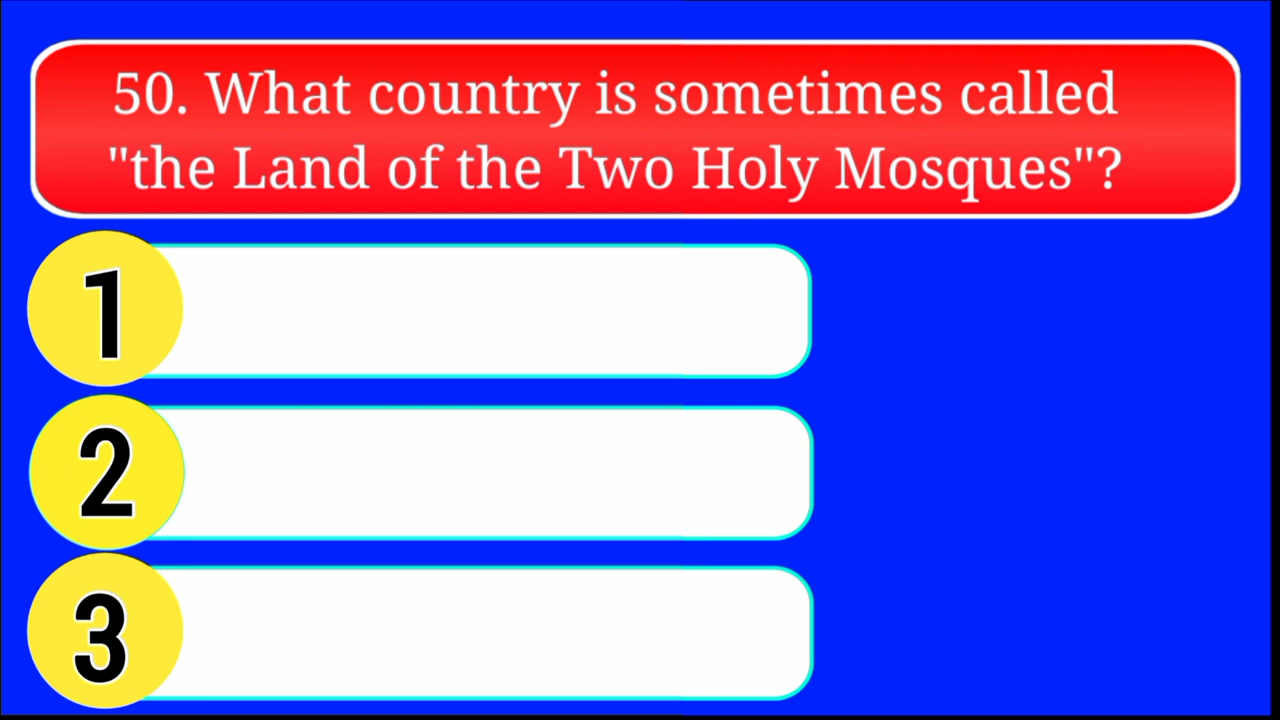 50. What country is sometimes called
"the Land of the Two Holy Mosques"?
1
2
3